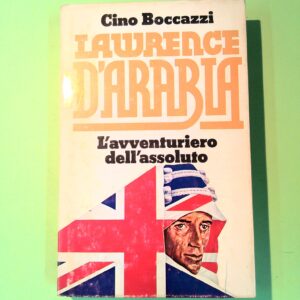 Cino Boccazzi
LAWRENCE
D'ARABIA
L'avventuriero
dell'assoluto